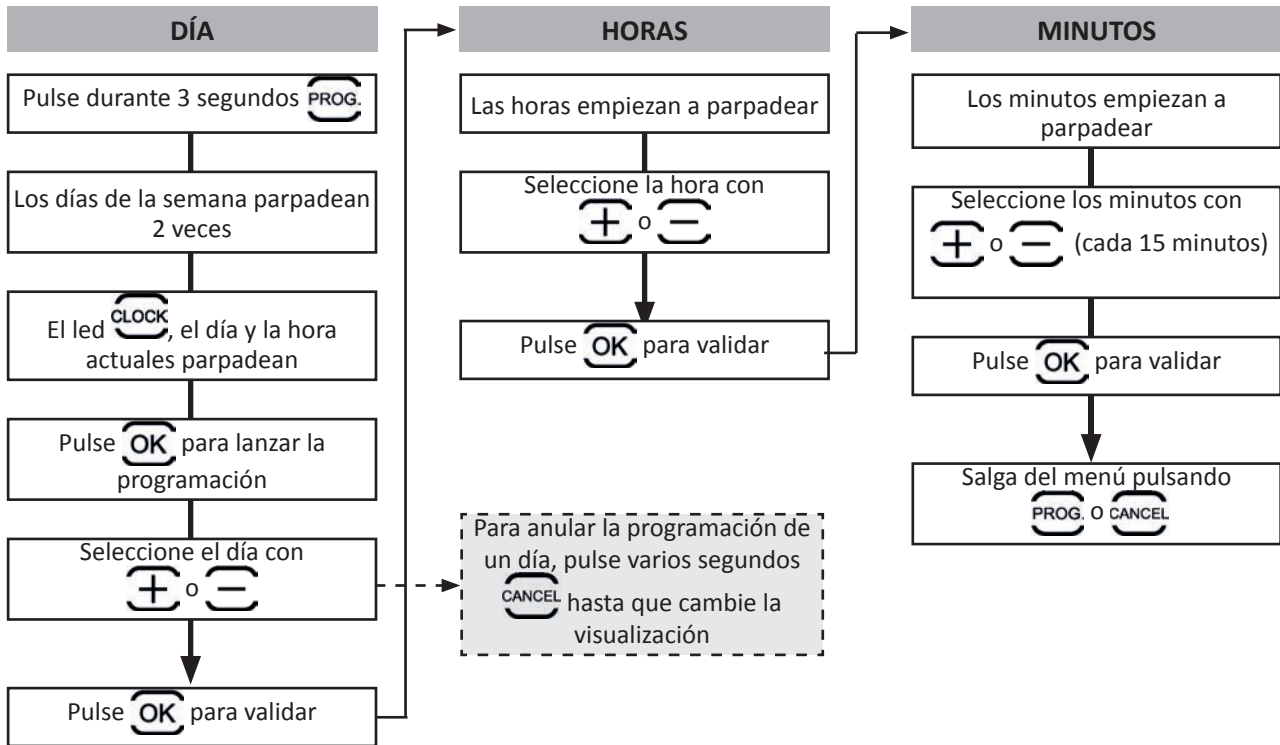 DÍA
Pulse durante 3 segundos PROG.
Los días de la semana parpadean
2 veces
El led CLOCK, el día y la hora
actuales parpadean
Pulse OK para lanzar la
programación
Seleccione el día con
+ o −
Pulse OK para validar
HORAS
Las horas empiezan a parpadear
Seleccione la hora con
+ o −
Pulse OK para validar
Para anular la programación de
un día, pulse varios segundos
CANCEL hasta que cambie la
visualización
MINUTOS
Los minutos empiezan a
parpadear
Seleccione los minutos con
+ o − (cada 15 minutos)
Pulse OK para validar
Salga del menú pulsando
PROG. o CANCEL